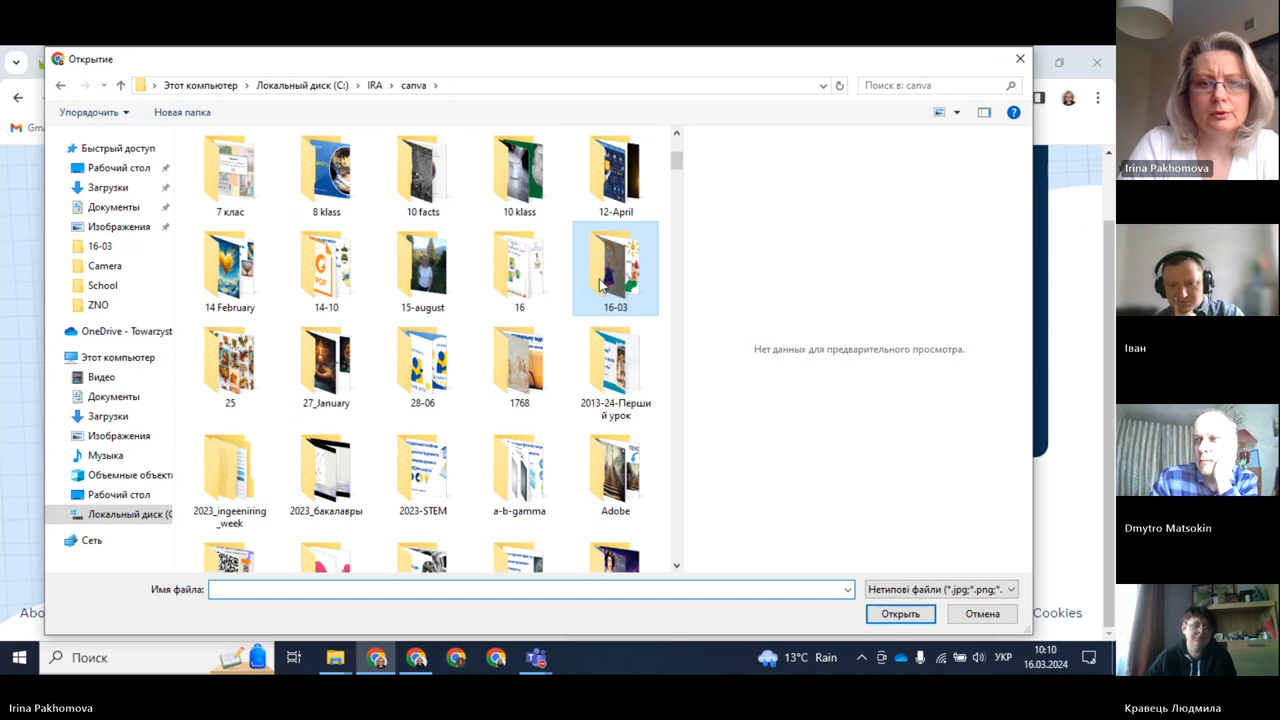 Открытие
Этот компьютер
Локальный диск (C:)
IRA
canva
Поиск в: canva
Упорядочить
Новая папка
Gm
Быстрый доступ
Рабочий стол
Загрузки
Документы
Изображения
16-03
Camera
School
ZNO
OneDrive - Towarzyst
Этот компьютер
Видео
Документы
Загрузки
Изображения
Музыка
Объемные объект
Рабочий стол
Локальный диск (C
Сеть
7 клас
8 klass
10 facts
10 klass
12-April
14 February
14-10
15-august
16
16-03
25
27_January
28-06
1768
2013-24-Перши
й урок
2023_ingeeniring
_week
2023_бакалавры
2023-STEM
a-b-gamma
Adobe
PDF
Нет данных для предварительного просмотра.
Имя файла:
Нетипові файли (*.jpg;*.png;*.
Открыть
Отмена
Abo
Cookies
Поиск
13°C Rain
УКР
10:10
16.03.2024
Irina Pakhomova
Іван
Dmytro Matsokin
Кравець Людмила
Irina Pakhomova